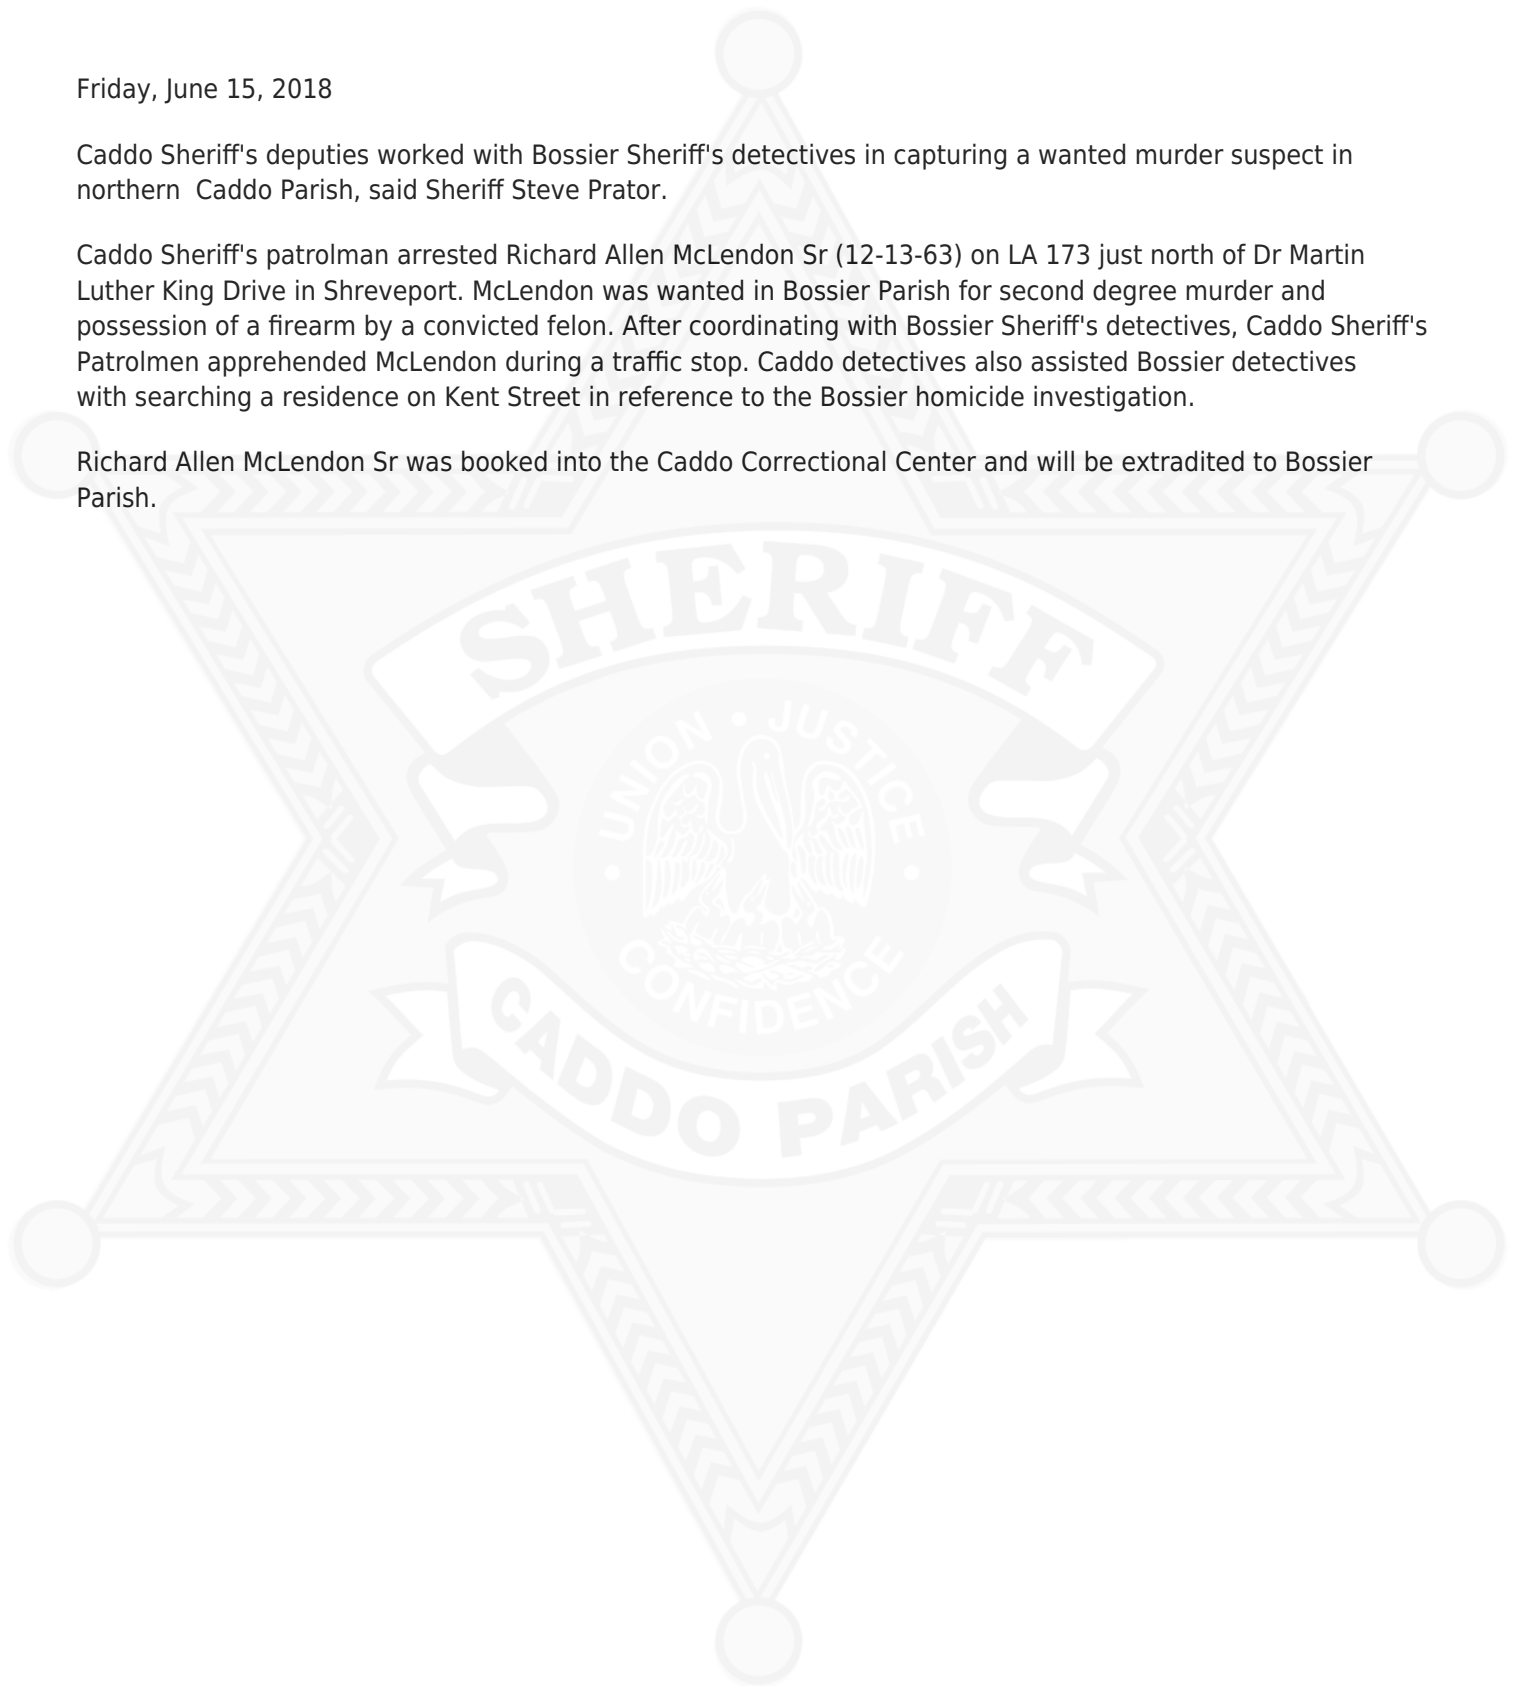 Friday, June 15, 2018
Caddo Sheriff's deputies worked with Bossier Sheriff's detectives in capturing a wanted murder suspect in
northern  Caddo Parish, said Sheriff Steve Prator.
Caddo Sheriff's patrolman arrested Richard Allen McLendon Sr (12-13-63) on LA 173 just north of Dr Martin
Luther King Drive in Shreveport. McLendon was wanted in Bossier Parish for second degree murder and
possession of a firearm by a convicted felon. After coordinating with Bossier Sheriff's detectives, Caddo Sheriff's
Patrolmen apprehended McLendon during a traffic stop. Caddo detectives also assisted Bossier detectives
with searching a residence on Kent Street in reference to the Bossier homicide investigation.
Richard Allen McLendon Sr was booked into the Caddo Correctional Center and will be extradited to Bossier
Parish.
SHERIFF
UNION • JUSTICE
• CONFIDENCE •
CADDO PARISH